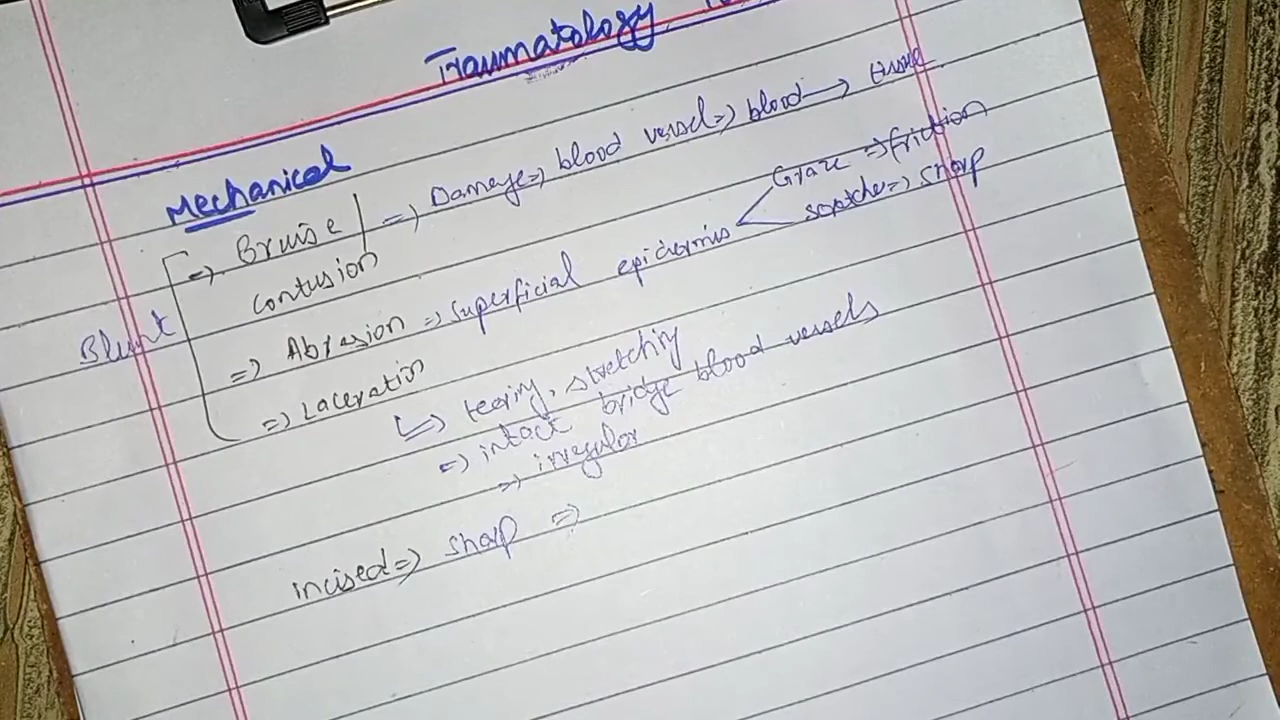 Traumatology
Mechanical
Blunt
=> Bruise => Damage => blood vessel => blood -> tissue
contusion
=> Abrasion => superficial epidermis
Graze => friction
scratche => sharp
=> Laceration
=> tearing, stretching
=> intact bridge blood vessels
=> irregular
incised => sharp =>